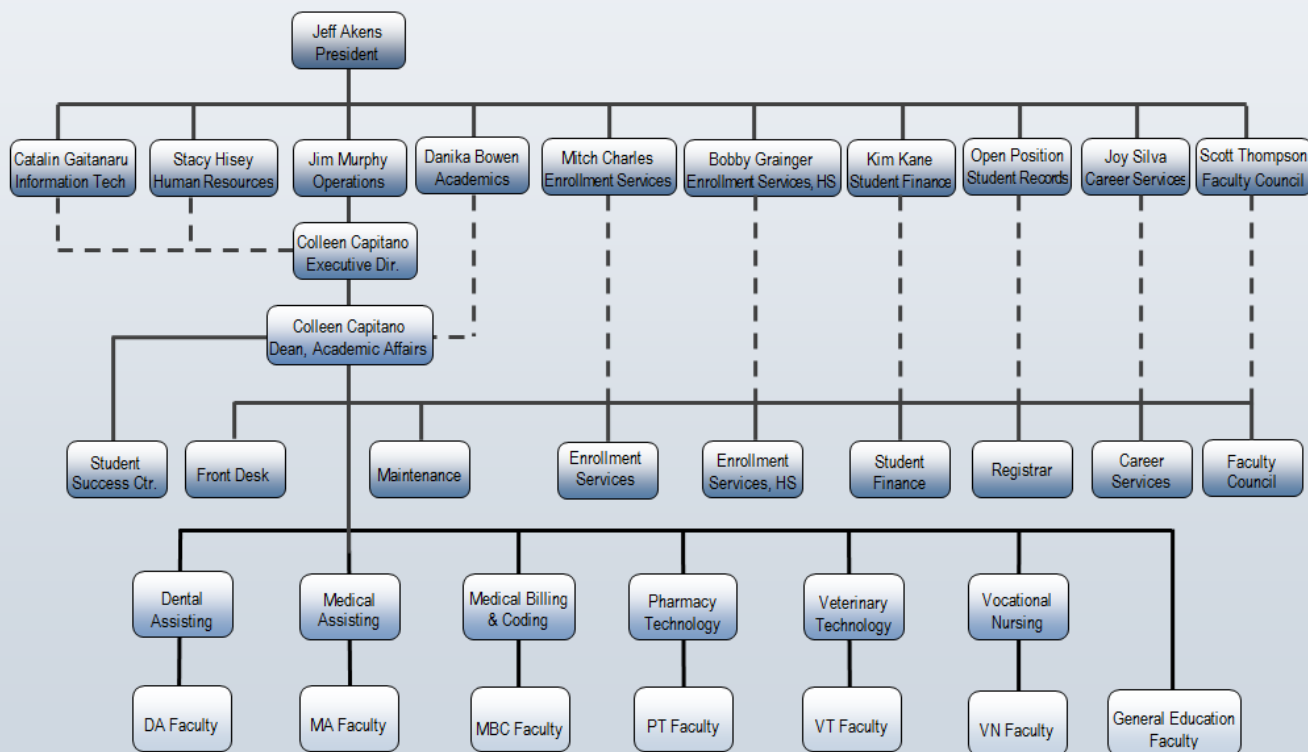 Jeff Akens
President
Catalin Gaitanaru
Information Tech
Stacy Hisey
Human Resources
Jim Murphy
Operations
Danika Bowen
Academics
Mitch Charles
Enrollment Services
Bobby Grainger
Enrollment Services, HS
Kim Kane
Student Finance
Open Position
Student Records
Joy Silva
Career Services
Scott Thompson
Faculty Council
Colleen Capitano
Executive Dir.
Colleen Capitano
Dean, Academic Affairs
Student
Success Ctr.
Front Desk
Maintenance
Enrollment
Services
Enrollment
Services, HS
Student
Finance
Registrar
Career
Services
Faculty
Council
Dental
Assisting
Medical
Assisting
Medical Billing
& Coding
Pharmacy
Technology
Veterinary
Technology
Vocational
Nursing
DA Faculty
MA Faculty
MBC Faculty
PT Faculty
VT Faculty
VN Faculty
General Education
Faculty